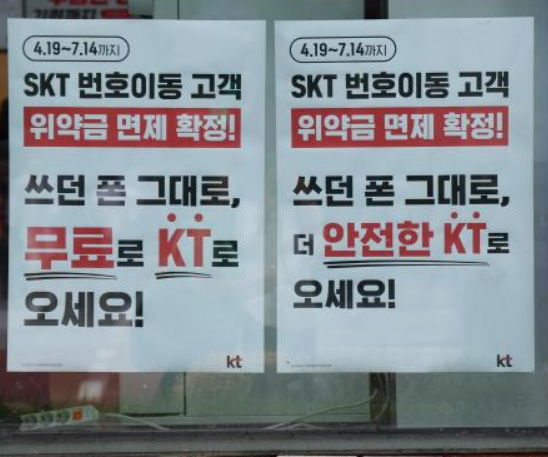 4.19~7.14까지
SKT 번호이동 고객
위약금 면제 확정!
쓰던 폰 그대로,
무료로 KT로
오세요!
kt
4.19~7.14까지
SKT 번호이동 고객
위약금 면제 확정!
쓰던 폰 그대로,
더 안전한 KT로
오세요!
kt